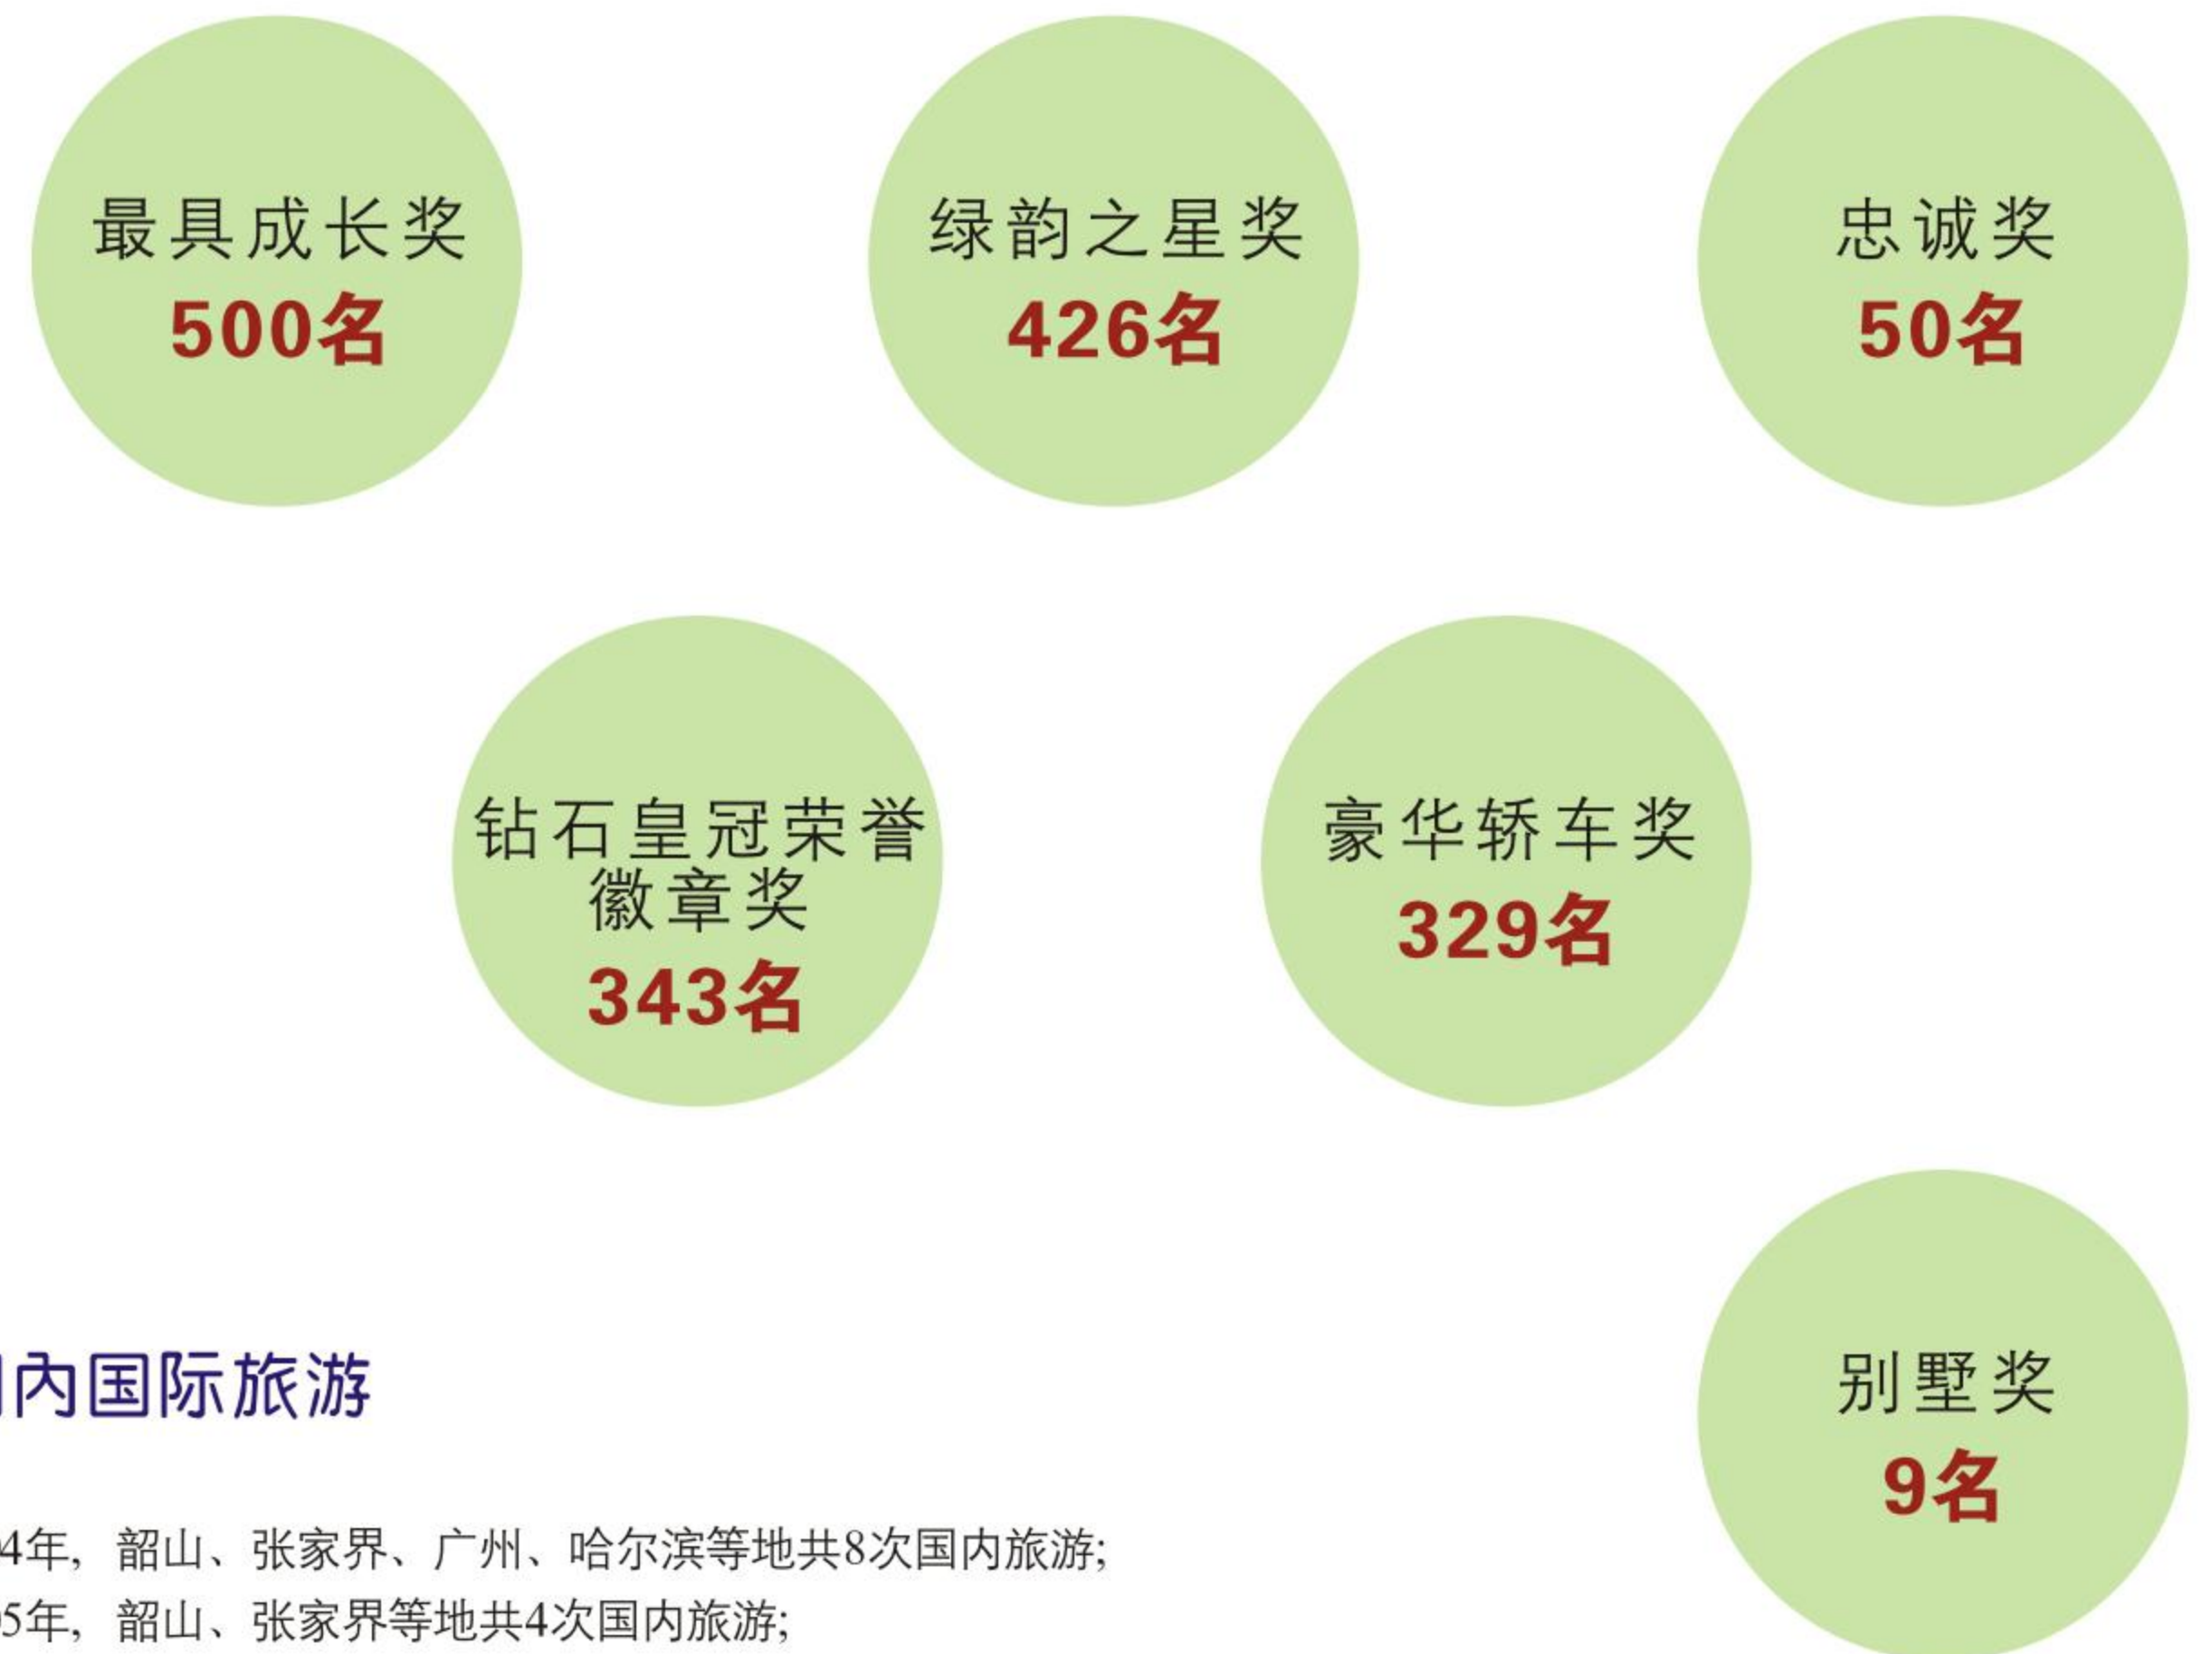 最具成长奖
500名
绿韵之星奖
426名
忠诚奖
50名
钻石皇冠荣誉
徽章奖
343名
豪华轿车奖
329名
别墅奖
9名
内国际旅游
4年，韶山、张家界、广州、哈尔滨等地共8次国内旅游;
5年，韶山、张家界等地共4次国内旅游;